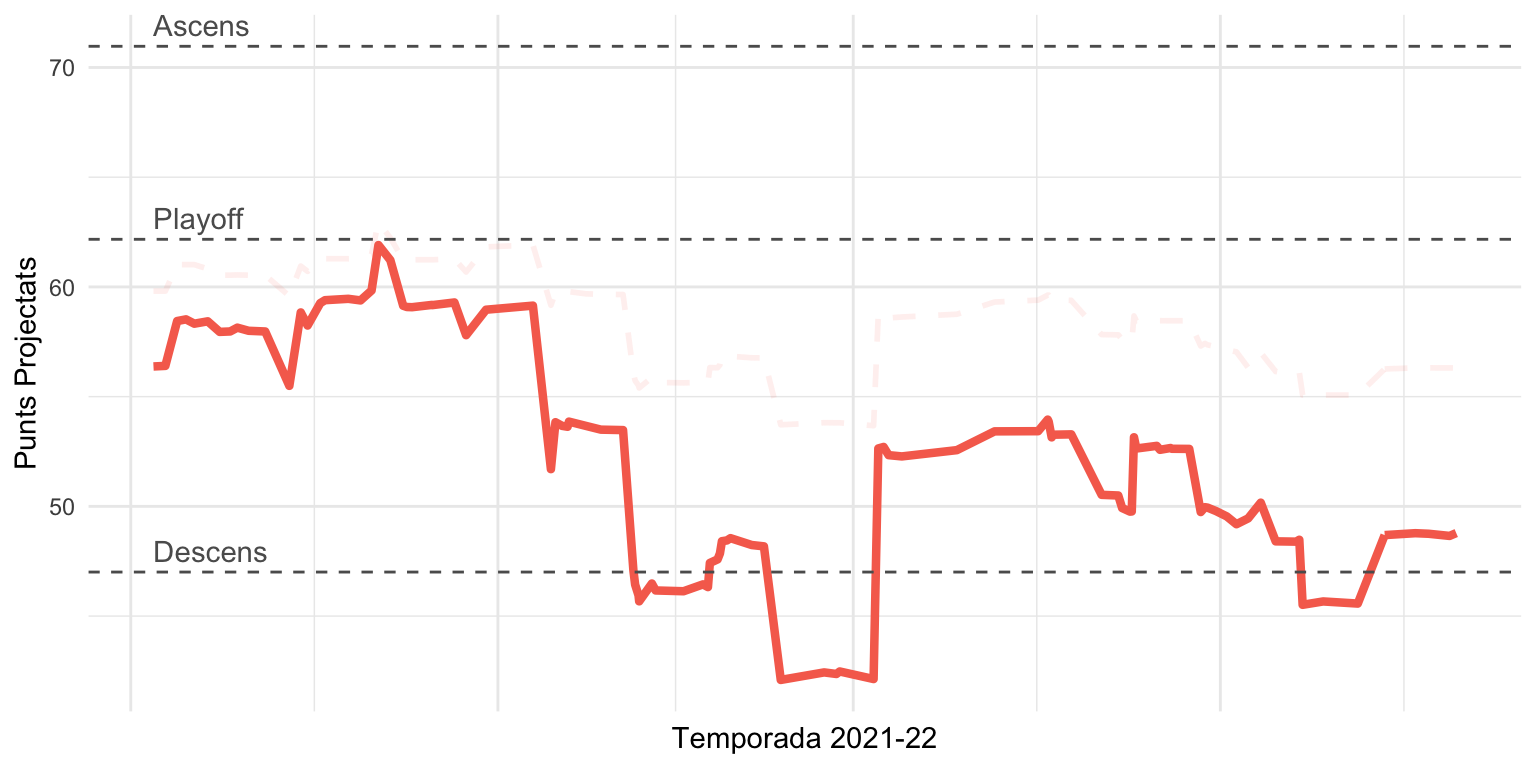 Ascens
70
Playoff
60
Punts Projectats
50
Descens
Temporada 2021-22